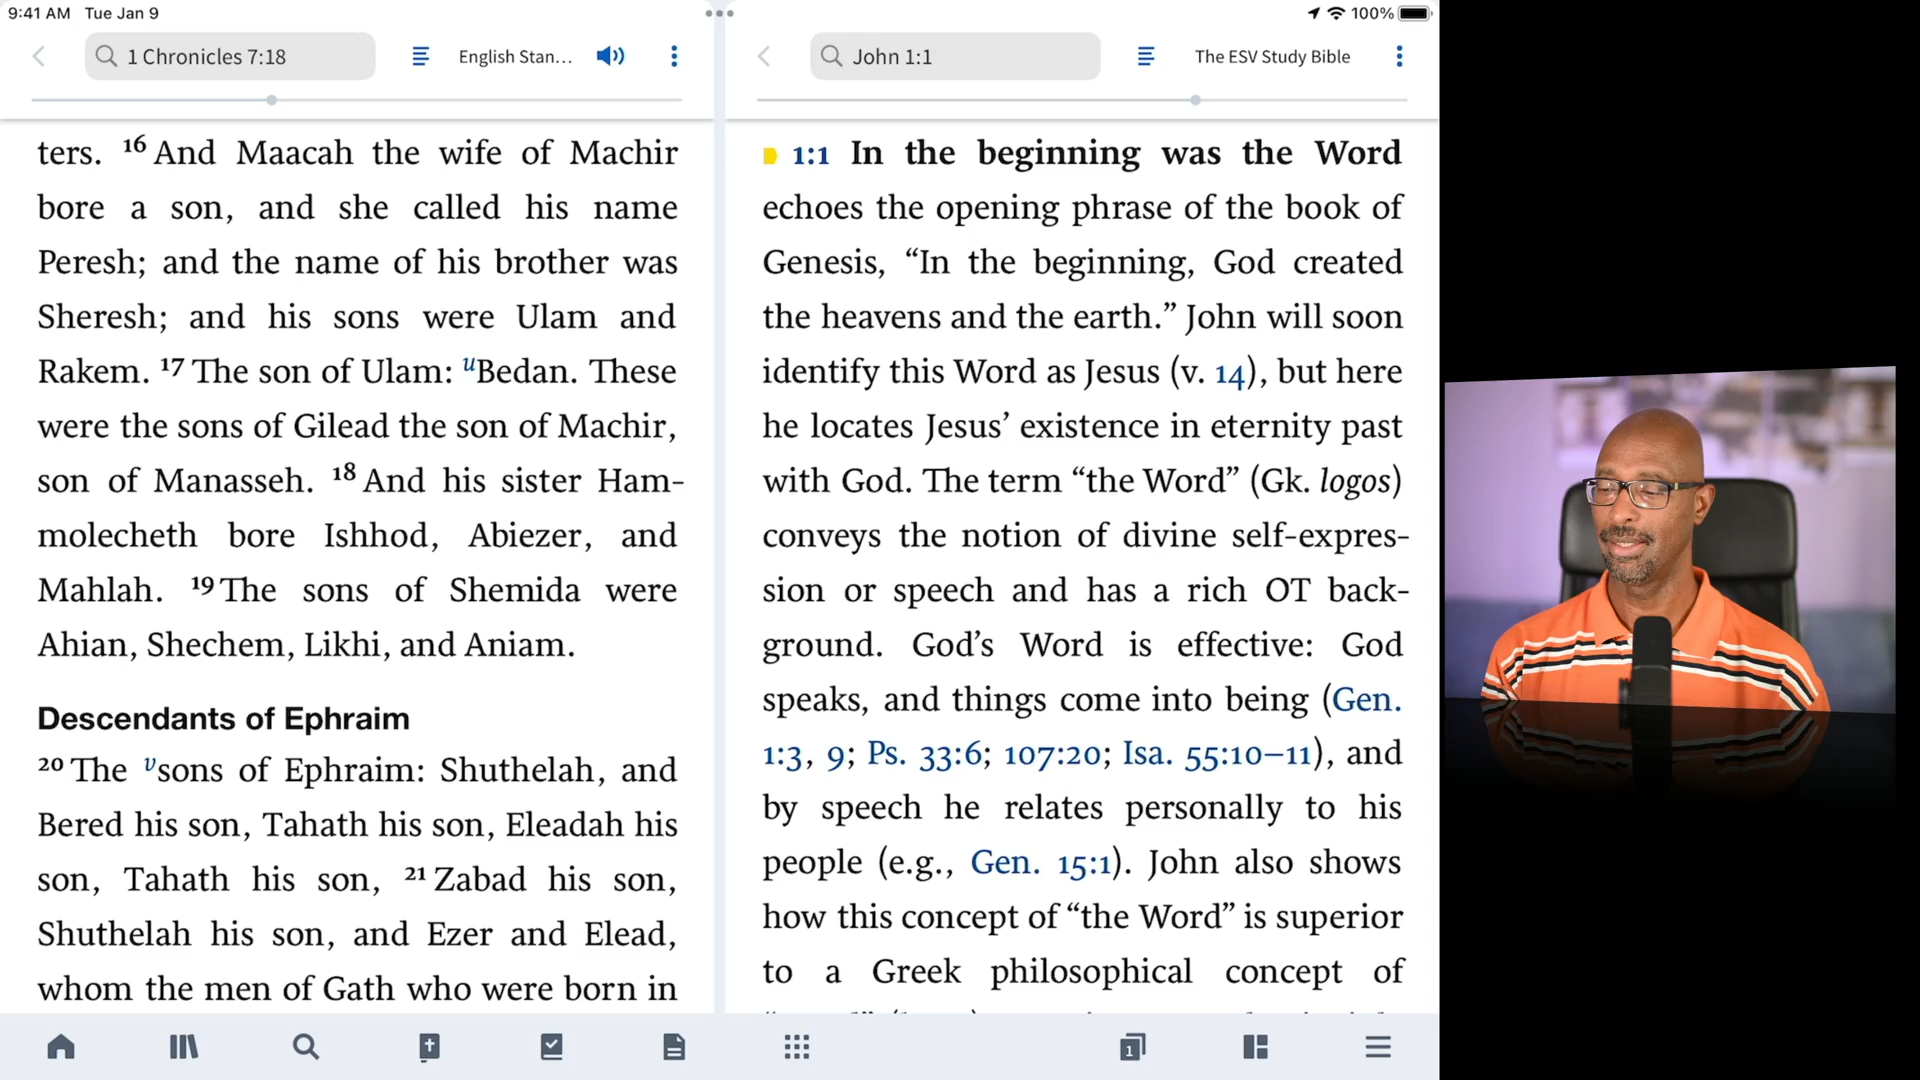 9:41 AM Tue Jan 9
100%
1 Chronicles 7:18
English Stan...
ters. 16 And Maacah the wife of Machir
bore a son, and she called his name
Peresh; and the name of his brother was
Sheresh; and his sons were Ulam and
Rakem. 17 The son of Ulam: uBedan. These
were the sons of Gilead the son of Machir,
son of Manasseh. 18 And his sister Ham-
molecheth bore Ishhod, Abiezer, and
Mahlah. 19 The sons of Shemida were
Ahian, Shechem, Likhi, and Aniam.
Descendants of Ephraim
20 The vsons of Ephraim: Shuthelah, and
Bered his son, Tahath his son, Eleadah his
son, Tahath his son, 21 Zabad his son,
Shuthelah his son, and Ezer and Elead,
whom the men of Gath who were born in
John 1:1
The ESV Study Bible
1:1 In the beginning was the Word
echoes the opening phrase of the book of
Genesis, “In the beginning, God created
the heavens and the earth.” John will soon
identify this Word as Jesus (v. 14), but here
he locates Jesus’ existence in eternity past
with God. The term “the Word” (Gk. logos)
conveys the notion of divine self-expres-
sion or speech and has a rich OT back-
ground. God’s Word is effective: God
speaks, and things come into being (Gen.
1:3, 9; Ps. 33:6; 107:20; Isa. 55:10–11), and
by speech he relates personally to his
people (e.g., Gen. 15:1). John also shows
how this concept of “the Word” is superior
to a Greek philosophical concept of
1